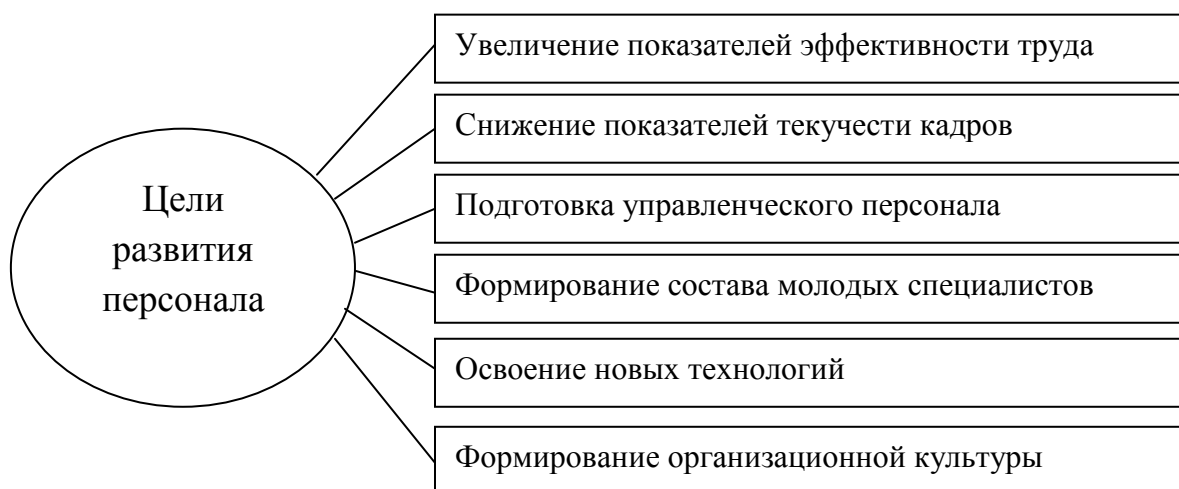 Цели
развития
персонала
Увеличение показателей эффективности труда
Снижение показателей текучести кадров
Подготовка управленческого персонала
Формирование состава молодых специалистов
Освоение новых технологий
Формирование организационной культуры